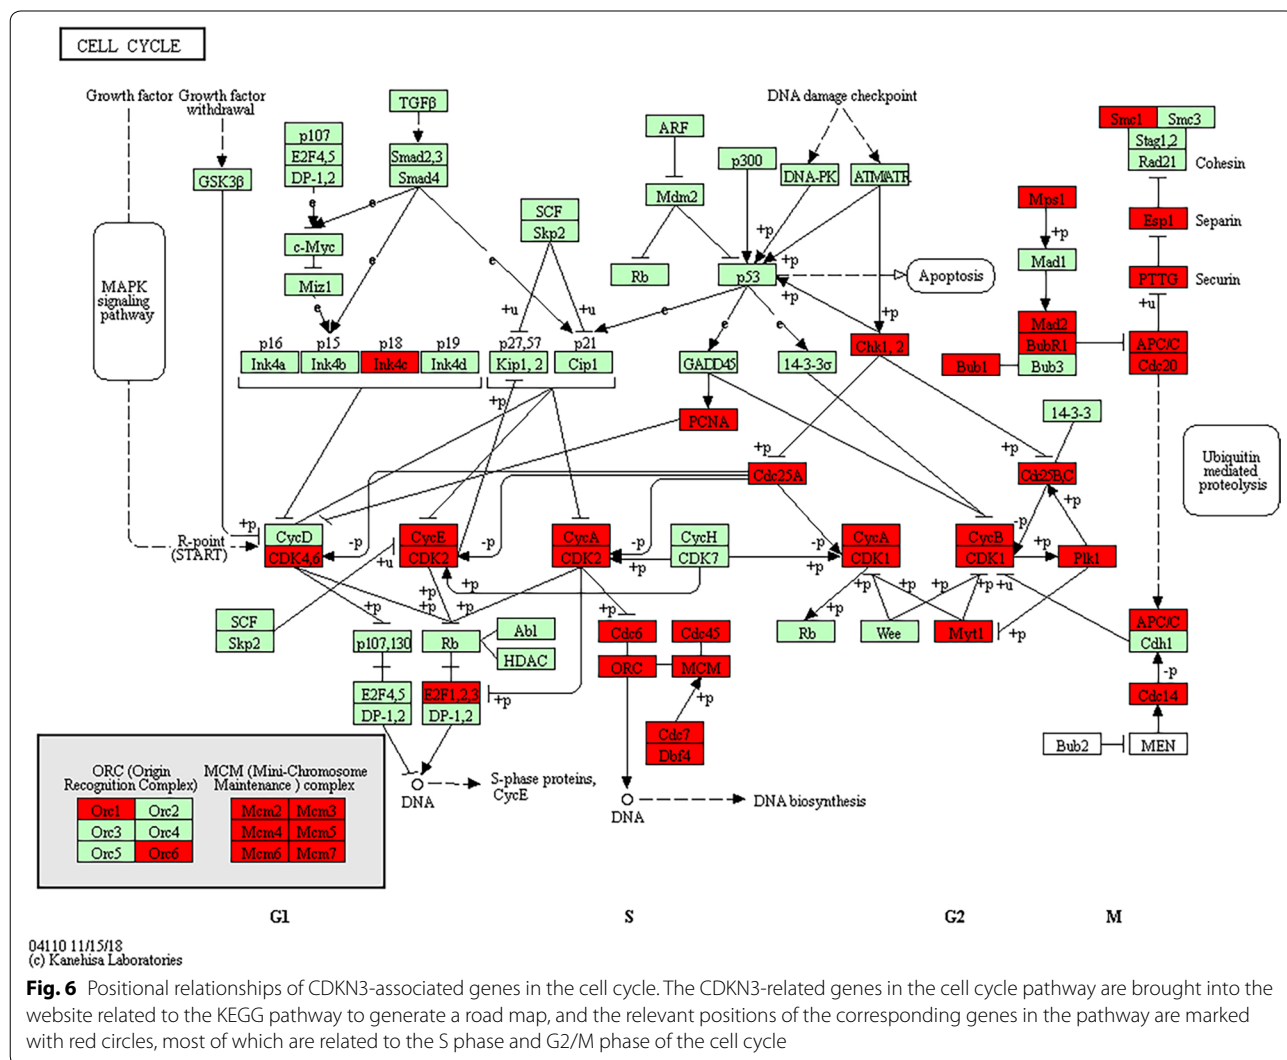 CELL CYCLE
Growth factor
Growth factor
withdrawal
TGFβ
DNA damage checkpoint
Smc1
Smc3
Stag1,2
Rad21
Cohesin
p107
E2F4,5
DP-1,2
Smad2,3
Smad4
ARF
p300
DNA-PK
ATM/ATR
GSK3β
Mdm2
Mps1
Esp1
Separin
SCF
Skp2
e
e
c-Myc
+p
+p
+p
Mad1
MAPK
signaling
pathway
Miz1
e
e
e
Rb
p53
Apoptosis
PTTG
Securin
+u
+u
+u
+p
+p
e
e
e
Mad2
BubR1
Bub3
Bub1
APC/C
Cdc20
p16
Ink4a
p15
Ink4b
p18
Ink4c
p19
Ink4d
p27,57
Kip1, 2
p21
Cip1
GADD45
14-3-3σ
Chk1, 2
+p
PCNA
14-3-3
+p
+p
Ubiquitin
mediated
proteolysis
Cdc25A
Cdc25B,C
+p
R-point
(START)
+p
CycD
CDK4,6
-p
CycE
CDK2
-p
CycA
CDK2
-p
+p
CycH
CDK7
-p
+p
CycA
CDK1
CycB
CDK1
-p
+p
Plk1
+u
+p
+p
+p
+p
+p
+p
+p
+p
+p
+u
SCF
Skp2
p107,130
Rb
Abl
HDAC
Cdc6
Cdc45
Rb
Wee
Myt1
+p
APC/C
Cdh1
ORC
MCM
-p
E2F4,5
DP-1,2
E2F1,2,3
DP-1,2
+p
+p
Cdc14
Cdc7
Dbf4
Bub2
MEN
ORC (Origin
Recognition Complex)
MCM (Mini-Chromosome
Maintenance ) complex
Orc1
Orc2
Orc3
Orc4
Orc5
Orc6
Mcm2
Mcm3
Mcm4
Mcm5
Mcm6
Mcm7
DNA
S-phase proteins,
CycE
DNA
DNA biosynthesis
G1
S
G2
M
04110 11/15/18
(c) Kanehisa Laboratories
Fig. 6 Positional relationships of CDKN3-associated genes in the cell cycle. The CDKN3-related genes in the cell cycle pathway are brought into the
website related to the KEGG pathway to generate a road map, and the relevant positions of the corresponding genes in the pathway are marked
with red circles, most of which are related to the S phase and G2/M phase of the cell cycle